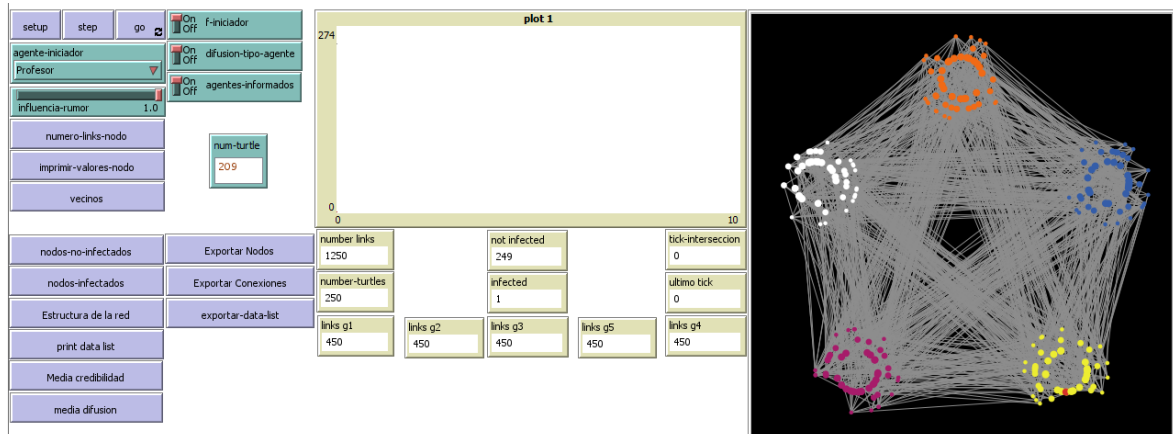 setup
step
go
On
Off
f-iniciador
agente-iniciador
Profesor
On
Off
difusion-tipo-agente
On
Off
agentes-informados
influencia-rumor
1.0
numero-links-nodo
imprimir-valores-nodo
vecinos
num-turtle
209
plot 1
274
0
0
10
nodos-no-infectados
Exportar Nodos
nodos-infectados
Exportar Conexiones
Estructura de la red
exportar-data-list
print data list
Media credibilidad
media difusion
number links
1250
not infected
249
tick-interseccion
0
number-turtles
250
infected
1
ultimo tick
0
links g1
450
links g2
450
links g3
450
links g5
450
links g4
450